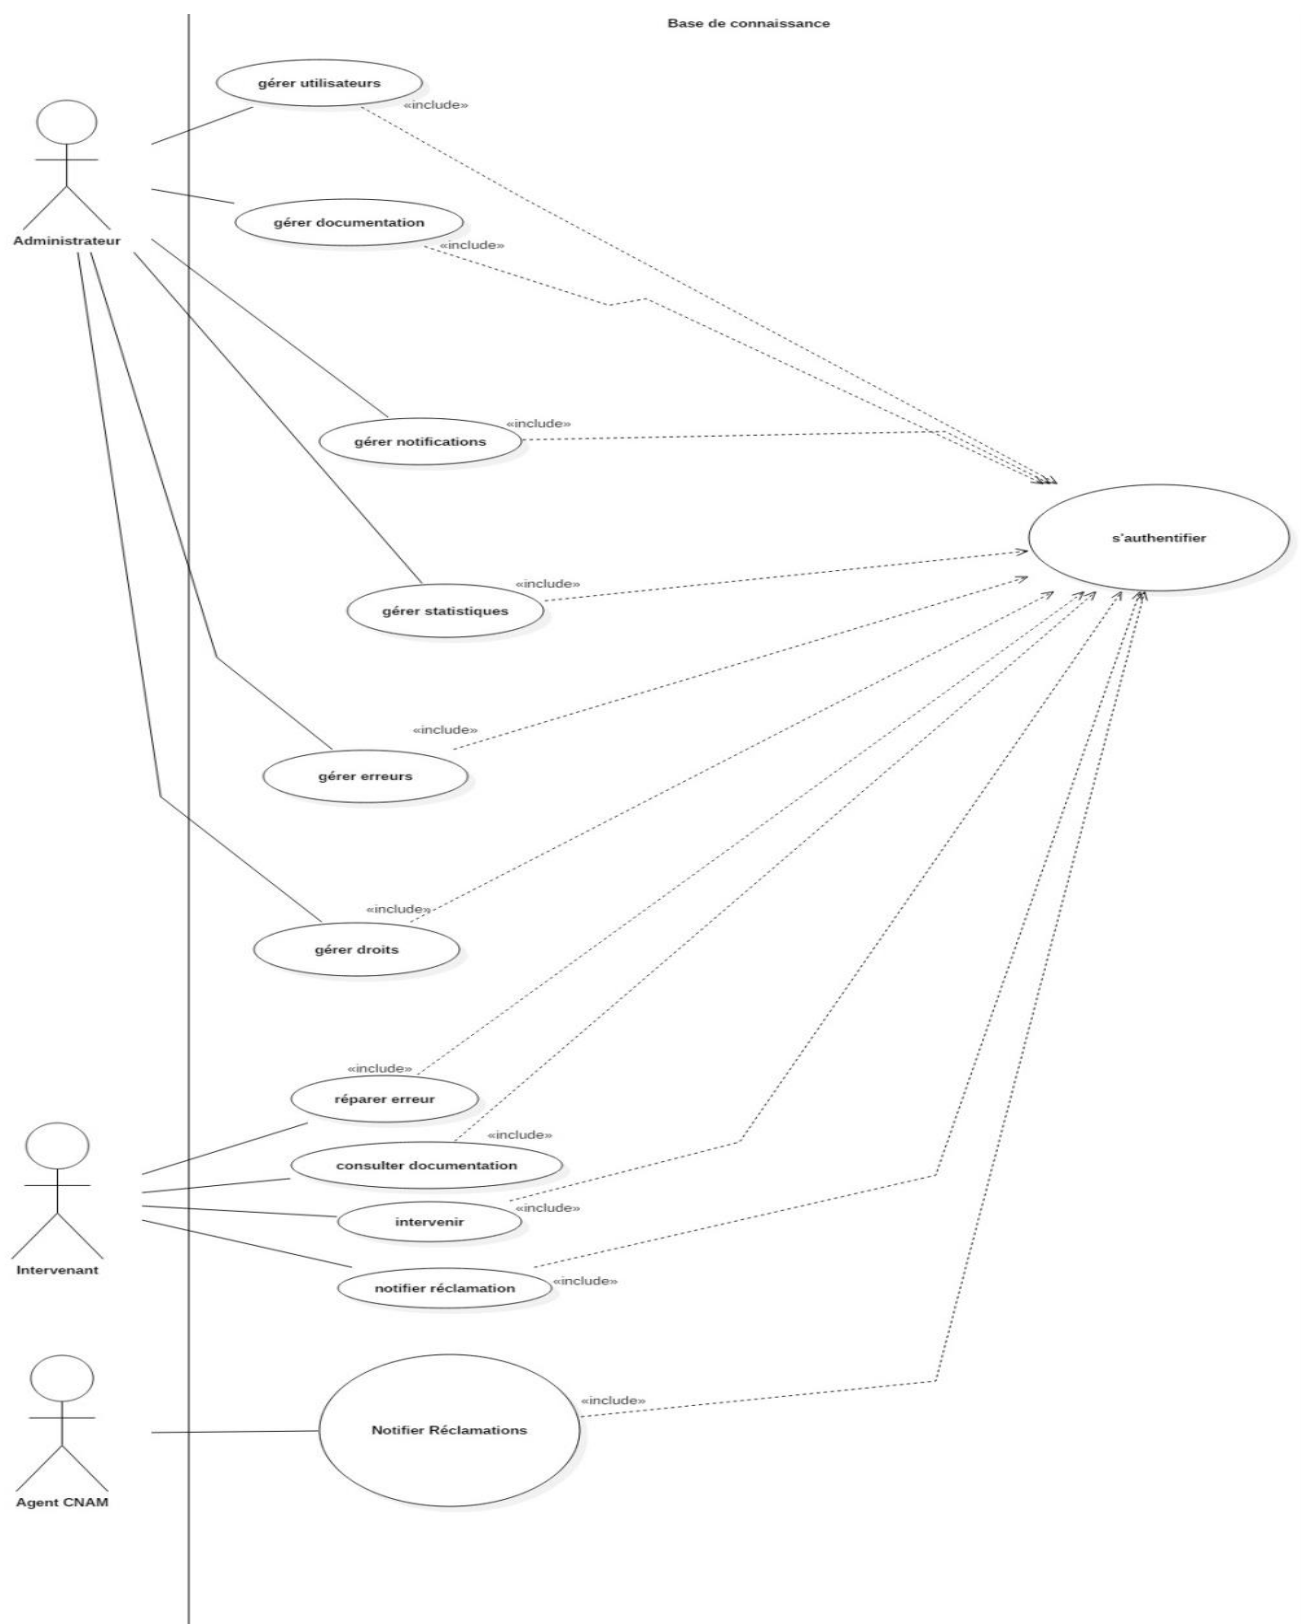 Base de connaissance
gérer utilisateurs
«include»
Administrateur
gérer documentation
«include»
gérer notifications
«include»
s'authentifier
gérer statistiques
«include»
gérer erreurs
«include»
gérer droits
«include»
réparer erreur
«include»
consulter documentation
«include»
intervenir
«include»
Intervenant
notifier réclamation
«include»
Notifier Réclamations
«include»
Agent CNAM